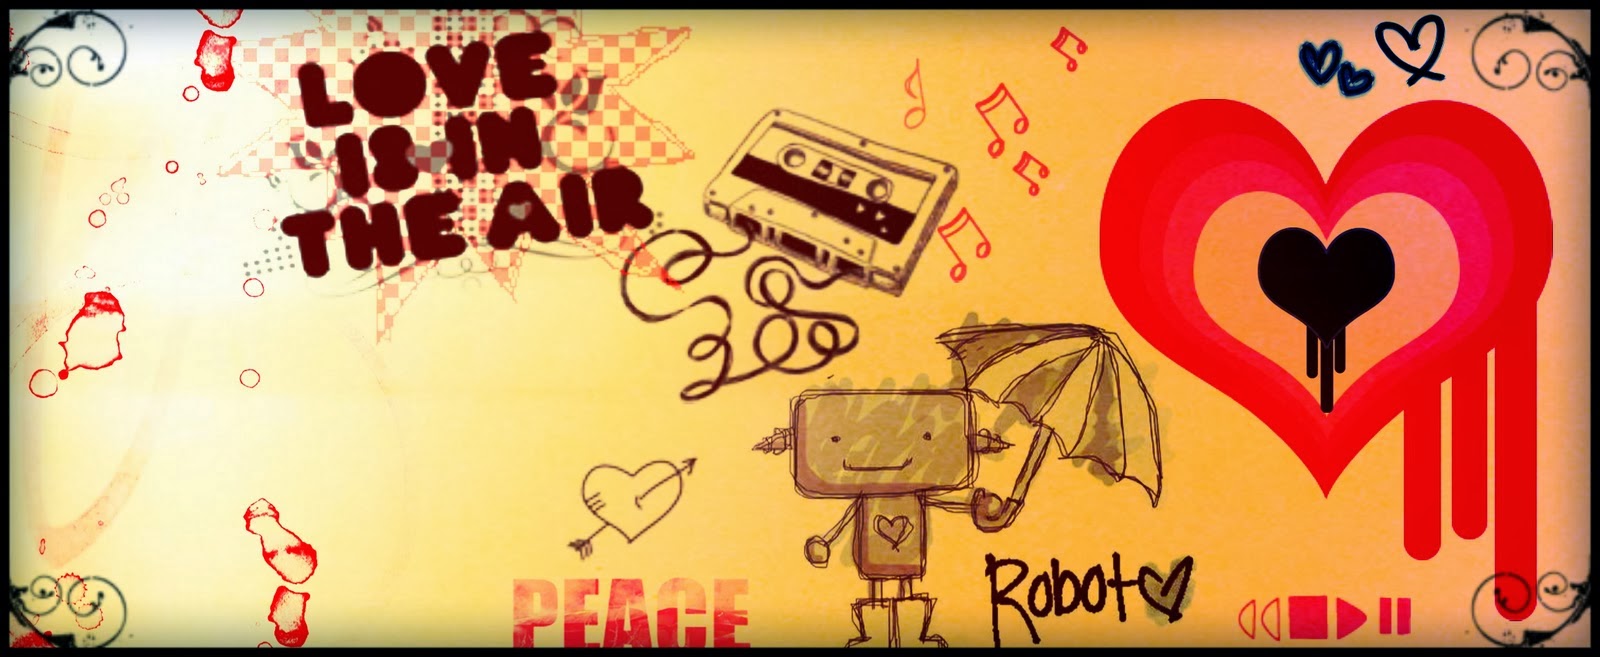 LOVE
IS IN
THE AIR
PEACE
Robot